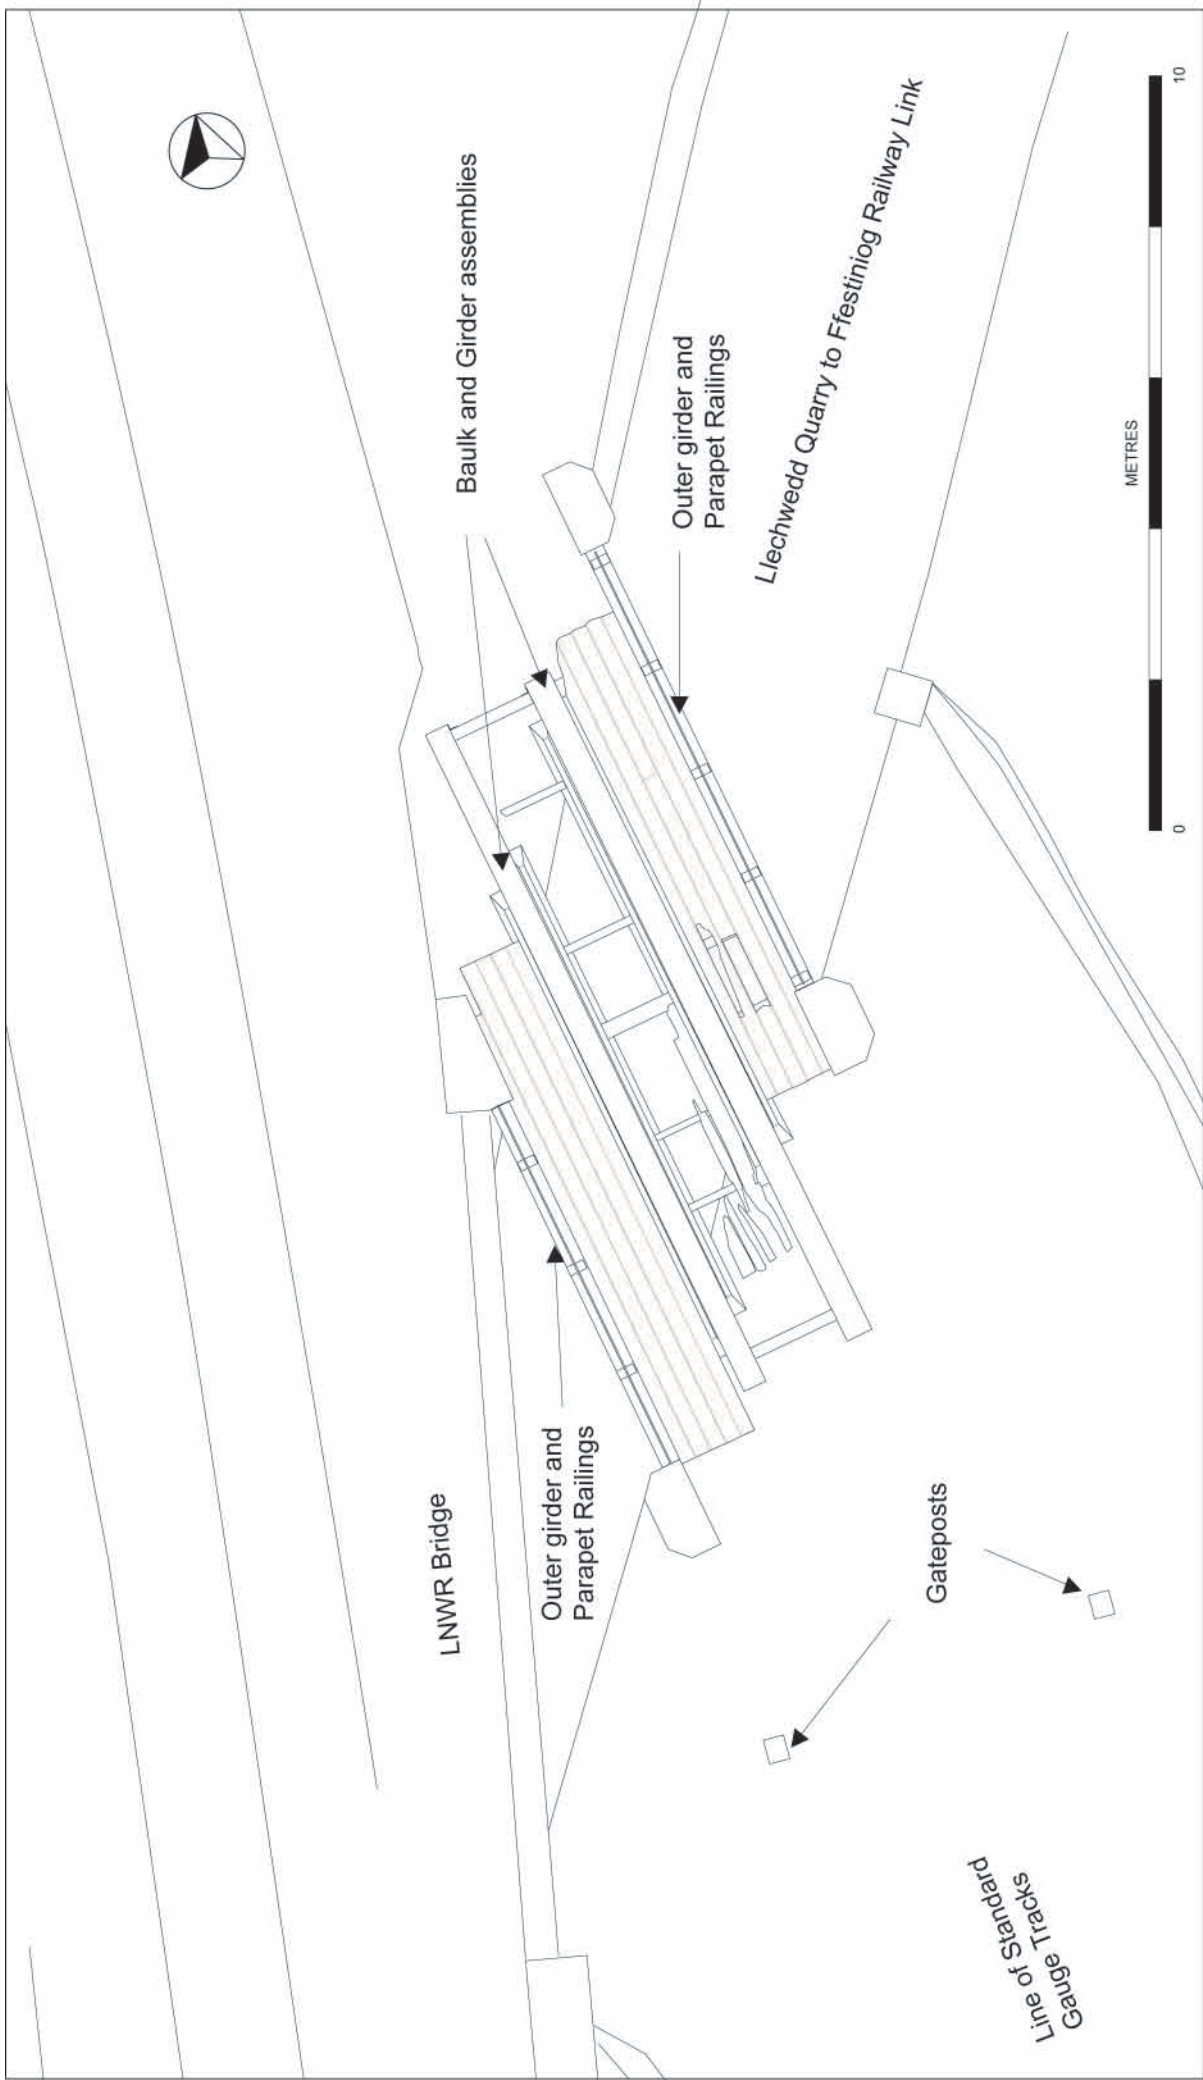 Baulk and Girder assemblies
Outer girder and
Parapet Railings
Llechwedd Quarry to Ffestiniog Railway Link
LNWR Bridge
Outer girder and
Parapet Railings
Gateposts
Line of Standard
Gauge Tracks
METRES
0
10